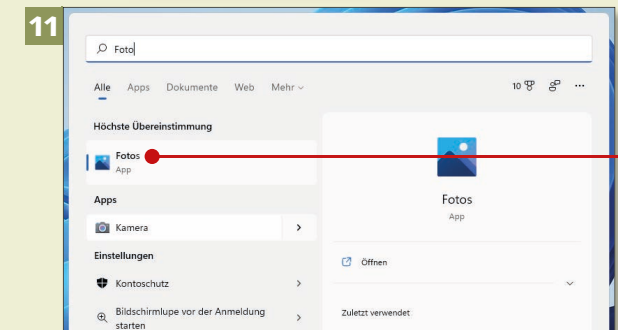 11
Foto
Alle Apps Dokumente Web Mehr
10
Höchste Übereinstimmung
Fotos
App
Apps
Kamera
Einstellungen
Kontoschutz
Bildschirmlupe vor der Anmeldung
starten
Fotos
App
Öffnen
Zuletzt verwendet